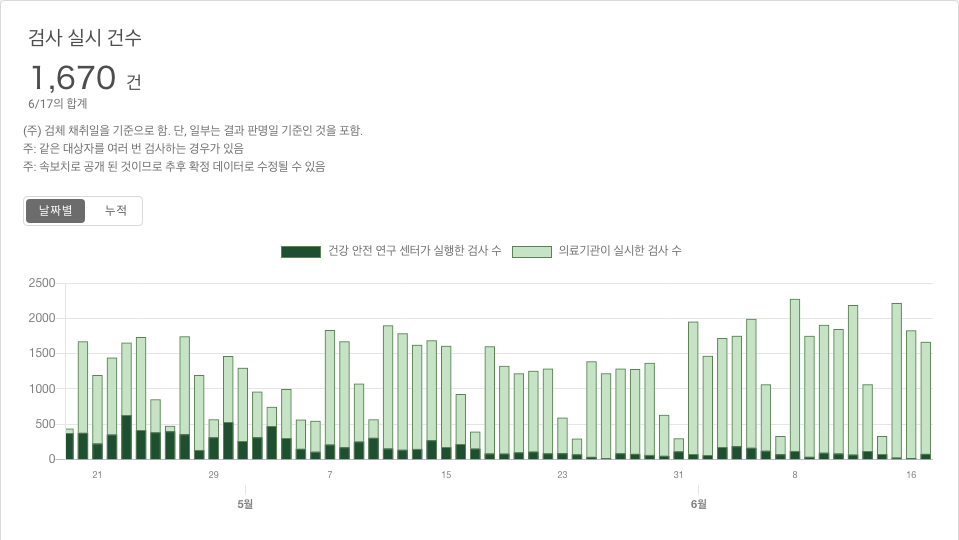 검사 실시 건수
1,670 건
6/17의 합계
(주) 검체 채취일을 기준으로 함. 단, 일부는 결과 판명일 기준인 것을 포함.
주: 같은 대상자를 여러 번 검사하는 경우가 있음
주: 속보치로 공개 된 것이므로 추후 확정 데이터로 수정될 수 있음
날짜별 누적
건강 안전 연구 센터가 실행한 검사 수 의료기관이 실시한 검사 수
2500
2000
1500
1000
500
0
21 29 7 15 23 31 8 16
5월 6월